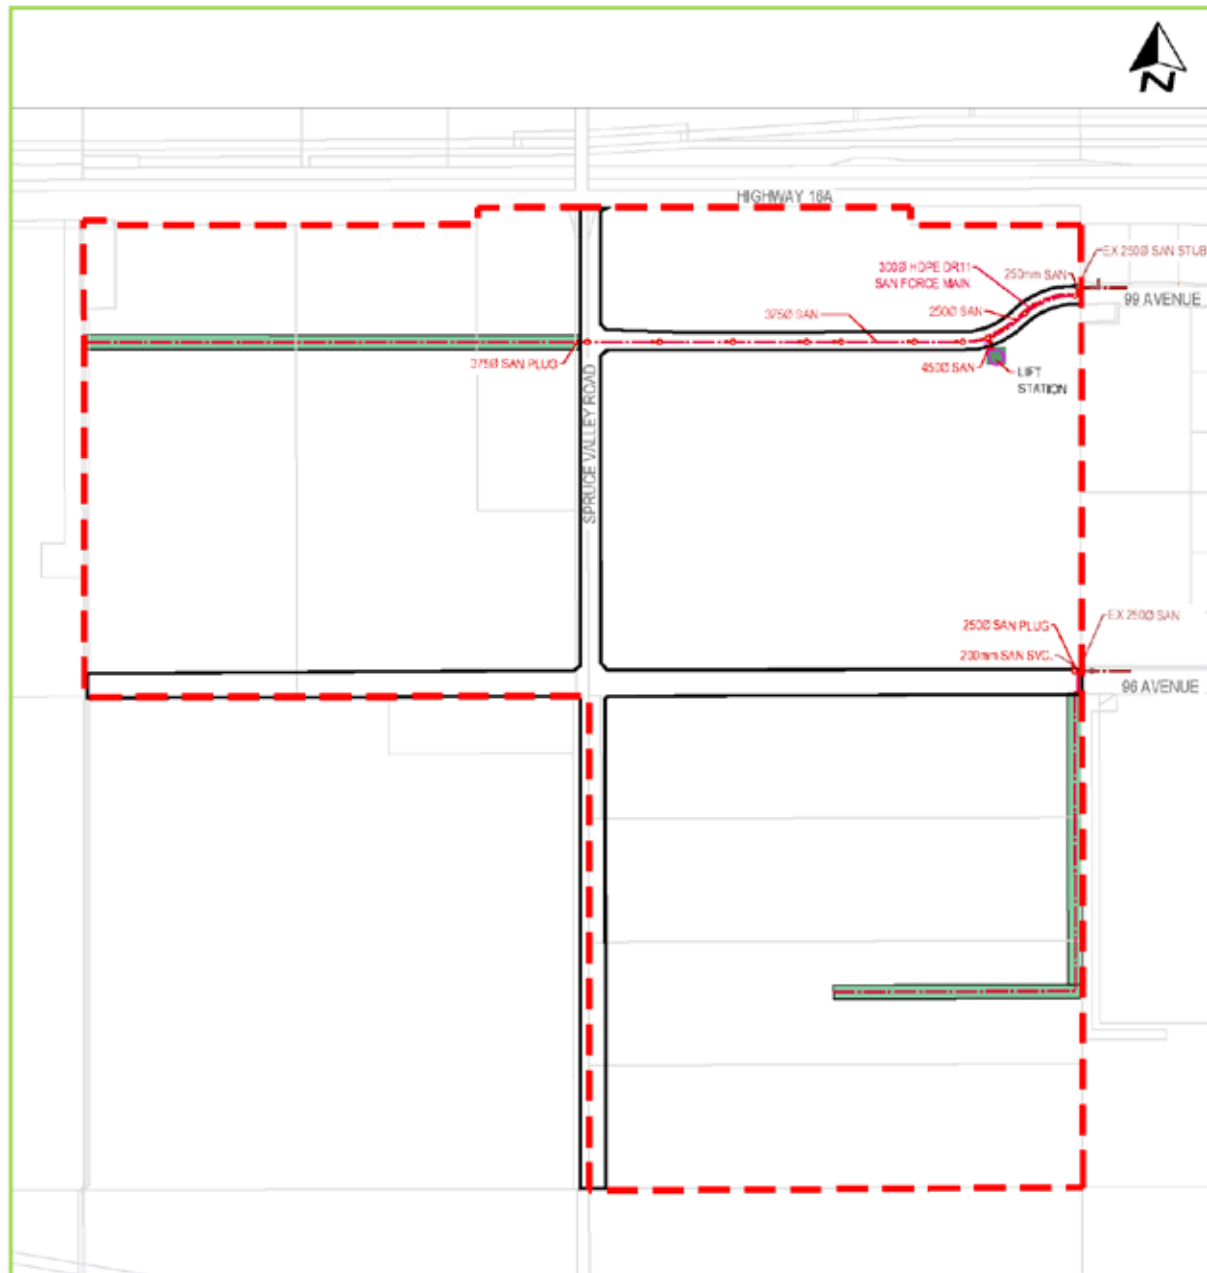 N
HIGHWAY 16A
EX 250Ø SAN STUB
300Ø HDPE DR11
SAN FORCE MAIN
250mm SAN
99 AVENUE
375Ø SAN
250Ø SAN
375Ø SAN PLUG
450Ø SAN
LIFT
STATION
SPRUCE VALLEY ROAD
EX 250Ø SAN
250Ø SAN PLUG
200mm SAN SVC.
96 AVENUE